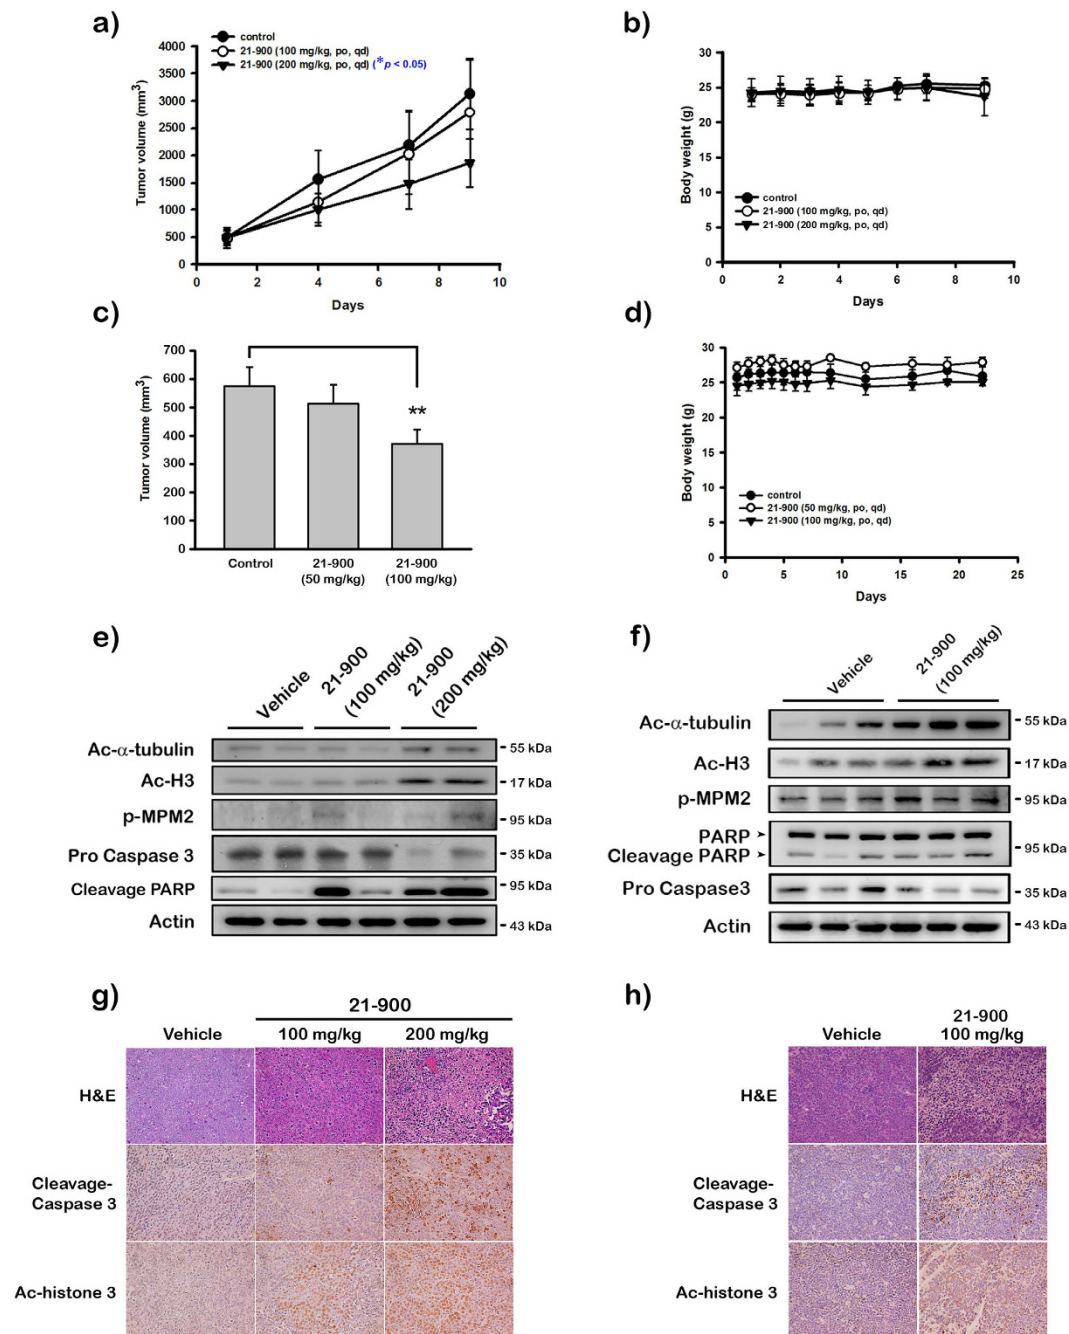 a)
control
21-900 (100 mg/kg, po, qd)
21-900 (200 mg/kg, po, qd) (*p < 0.05)
Tumor volume (mm³)
4000
3500
3000
2500
2000
1500
1000
500
0
0 2 4 6 8 10
Days
b)
Body weight (g)
30
25
20
15
10
5
0
control
21-900 (100 mg/kg, po, qd)
21-900 (200 mg/kg, po, qd)
0 2 4 6 8 10
Days
c)
Tumor volume (mm³)
700
600
500
400
300
200
100
0
**
Control 21-900 21-900
(50 mg/kg) (100 mg/kg)
d)
Body weight (g)
30
25
20
15
10
5
0
control
21-900 (50 mg/kg, po, qd)
21-900 (100 mg/kg, po, qd)
0 5 10 15 20 25
Days
e)
Vehicle
21-900
(100 mg/kg)
21-900
(200 mg/kg)
Ac-α-tubulin 55 kDa
Ac-H3 17 kDa
p-MPM2 95 kDa
Pro Caspase 3 35 kDa
Cleavage PARP 95 kDa
Actin 43 kDa
f)
Vehicle
21-900
(100 mg/kg)
Ac-α-tubulin 55 kDa
Ac-H3 17 kDa
p-MPM2 95 kDa
PARP
Cleavage PARP 95 kDa
Pro Caspase3 35 kDa
Actin 43 kDa
g)
21-900
Vehicle 100 mg/kg 200 mg/kg
H&E
Cleavage-
Caspase 3
Ac-histone 3
h)
21-900
Vehicle 100 mg/kg
H&E
Cleavage-
Caspase 3
Ac-histone 3